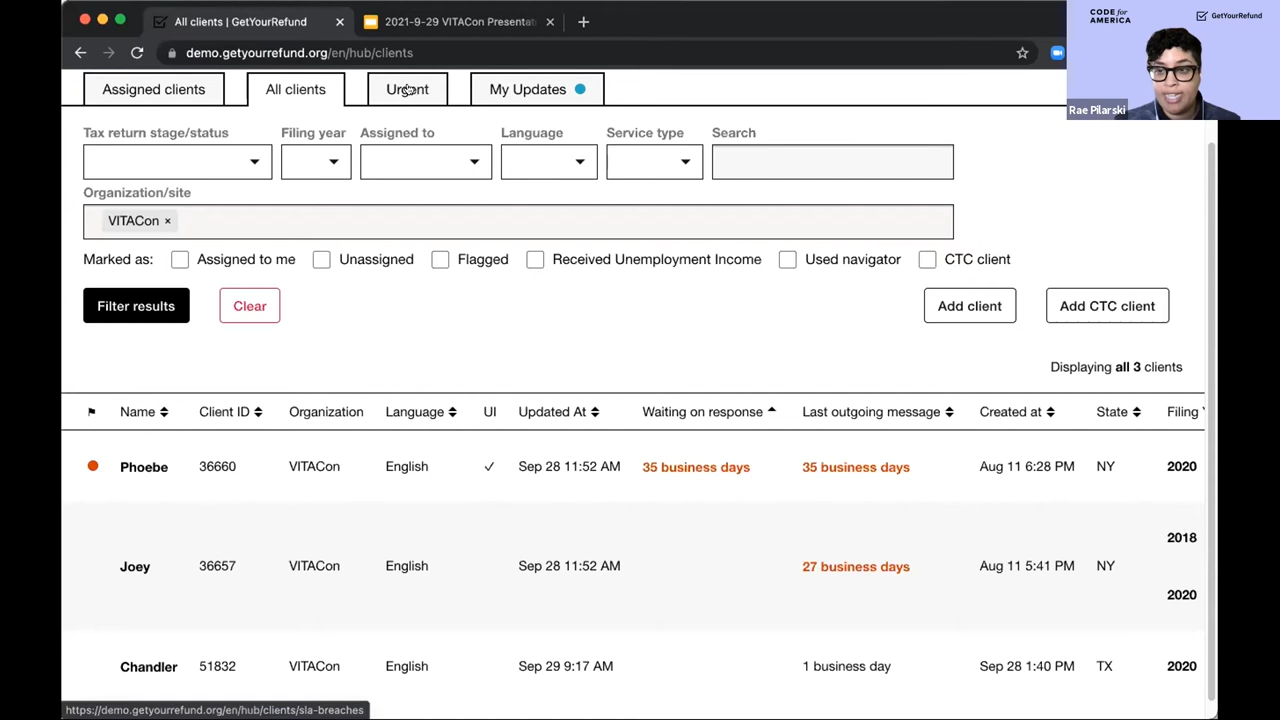 All clients | GetYourRefund
2021-9-29 VITACon Presentat
demo.getyourrefund.org/en/hub/clients
CODE for AMERICA
GetYourRefund
Rae Pilarski
Assigned clients All clients Urgent My Updates
Tax return stage/status Filing year Assigned to Language Service type Search
Organization/site
VITACon ×
Marked as: Assigned to me Unassigned Flagged Received Unemployment Income Used navigator CTC client
Filter results Clear Add client Add CTC client
Displaying all 3 clients
Name Client ID Organization Language UI Updated At Waiting on response Last outgoing message Created at State Filing
Phoebe 36660 VITACon English ✓ Sep 28 11:52 AM 35 business days 35 business days Aug 11 6:28 PM NY 2020
2018
Joey 36657 VITACon English Sep 28 11:52 AM 27 business days Aug 11 5:41 PM NY
2020
Chandler 51832 VITACon English Sep 29 9:17 AM 1 business day Sep 28 1:40 PM TX 2020
https://demo.getyourrefund.org/en/hub/clients/sla-breaches